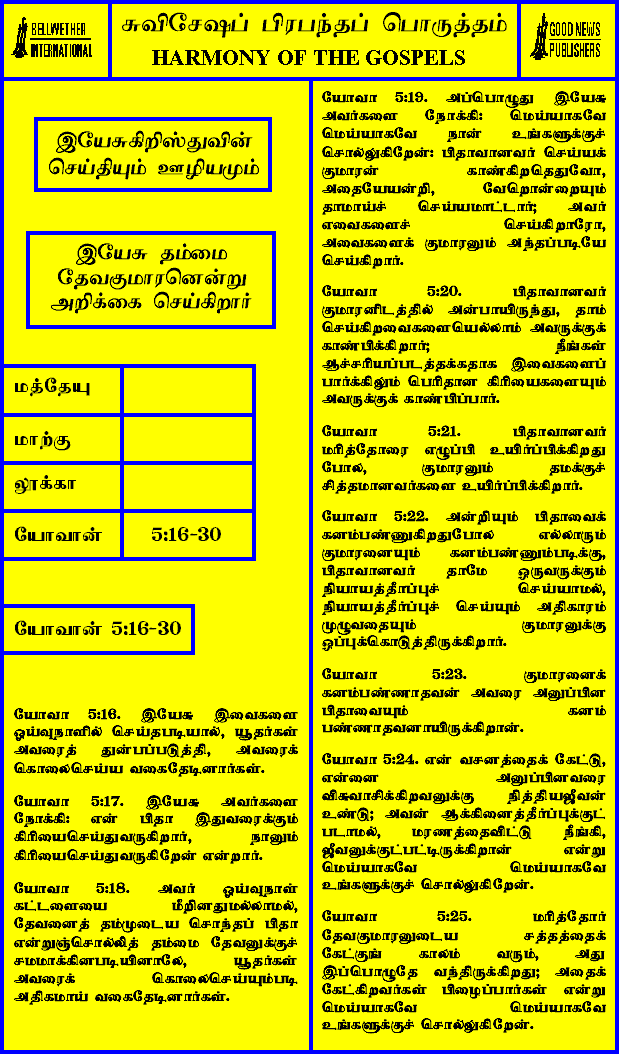 BELLWETHER
INTERNATIONAL
சுவிசேஷப் பிரபந்தப் பொருத்தம்
HARMONY OF THE GOSPELS
GOOD NEWS
PUBLISHERS
இயேசுகிறிஸ்துவின்
செய்தியும் ஊழியமும்
இயேசு தம்மை
தேவகுமாரனென்று
அறிக்கை செய்கிறார்
மத்தேயு
மாற்கு
லூக்கா
யோவான் 5:16-30
யோவான் 5:16-30
யோவா 5:16. இயேசு இவைகளை
ஓய்வுநாளில் செய்தபடியால், யூதர்கள்
அவரைத் துன்பப்படுத்தி, அவரைக்
கொலைசெய்ய வகைதேடினார்கள்.
யோவா 5:17. இயேசு அவர்களை
நோக்கி: என் பிதா இதுவரைக்கும்
கிரியைசெய்துவருகிறார், நானும்
கிரியைசெய்துவருகிறேன் என்றார்.
யோவா 5:18. அவர் ஓய்வுநாள்
கட்டளையை மீறினதுமல்லாமல்,
தேவனைத் தம்முடைய சொந்தப் பிதா
என்றுஞ்சொல்லித் தம்மை தேவனுக்குச்
சமமாக்கினபடியினாலே, யூதர்கள்
அவரைக் கொலைசெய்யும்படி
அதிகமாய் வகைதேடினார்கள்.
யோவா 5:19. அப்பொழுது இயேசு
அவர்களை நோக்கி: மெய்யாகவே
மெய்யாகவே நான் உங்களுக்குச்
சொல்லுகிறேன்: பிதாவானவர் செய்யக்
குமாரன் காண்கிறதெதுவோ,
அதையேயன்றி, வேறொன்றையும்
தாமாய்ச் செய்யமாட்டார்; அவர்
எவைகளைச் செய்கிறாரோ,
அவைகளைக் குமாரனும் அந்தப்படியே
செய்கிறார்.
யோவா 5:20. பிதாவானவர்
குமாரனிடத்தில் அன்பாயிருந்து, தாம்
செய்கிறவைகளையெல்லாம் அவருக்குக்
காண்பிக்கிறார்; நீங்கள்
ஆச்சரியப்படத்தக்கதாக இவைகளைப்
பார்க்கிலும் பெரிதான கிரியைகளையும்
அவருக்குக் காண்பிப்பார்.
யோவா 5:21. பிதாவானவர்
மரித்தோரை எழுப்பி உயிர்ப்பிக்கிறது
போல, குமாரனும் தமக்குச்
சித்தமானவர்களை உயிர்ப்பிக்கிறார்.
யோவா 5:22. அன்றியும் பிதாவைக்
கனம்பண்ணுகிறதுபோல எல்லாரும்
குமாரனையும் கனம்பண்ணும்படிக்கு,
பிதாவானவர் தாமே ஒருவருக்கும்
நியாயத்தீர்ப்புச் செய்யாமல்,
நியாயத்தீர்ப்புச் செய்யும் அதிகாரம்
முழுவதையும் குமாரனுக்கு
ஒப்புக்கொடுத்திருக்கிறார்.
யோவா 5:23. குமாரனைக்
கனம்பண்ணாதவன் அவரை அனுப்பின
பிதாவையும் கனம்
பண்ணாதவனாயிருக்கிறான்.
யோவா 5:24. என் வசனத்தைக் கேட்டு,
என்னை அனுப்பினவரை
விசுவாசிக்கிறவனுக்கு நித்தியஜீவன்
உண்டு; அவன் ஆக்கினைத்தீர்ப்புக்குட்
படாமல், மரணத்தைவிட்டு நீங்கி,
ஜீவனுக்குட்பட்டிருக்கிறான் என்று
மெய்யாகவே மெய்யாகவே
உங்களுக்குச் சொல்லுகிறேன்.
யோவா 5:25. மரித்தோர்
தேவகுமாரனுடைய சத்தத்தைக்
கேட்குங் காலம் வரும், அது
இப்பொழுதே வந்திருக்கிறது; அதைக்
கேட்கிறவர்கள் பிழைப்பார்கள் என்று
மெய்யாகவே மெய்யாகவே
உங்களுக்குச் சொல்லுகிறேன்.